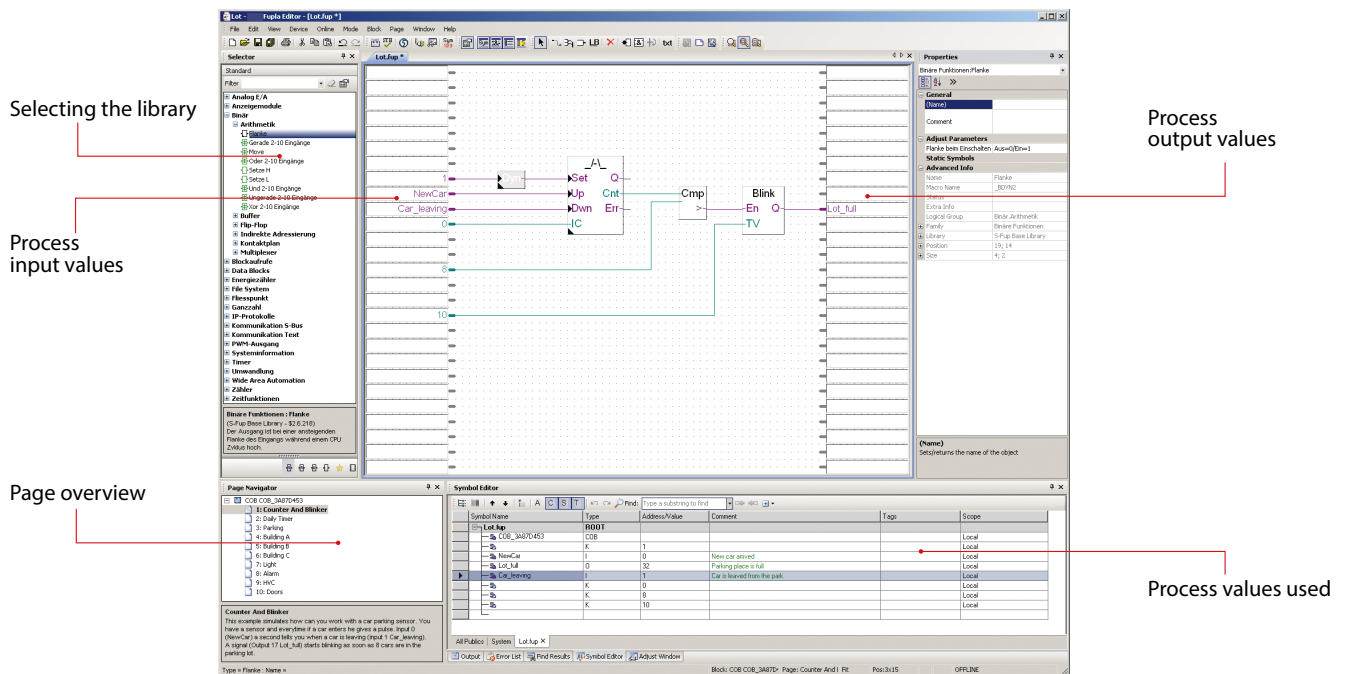 Lot - Fupla Editor - [Lot.fup *]
File Edit View Device Online Mode Block Page Window Help
LB txt
Selecting the library
Process
input values
Page overview
Process
output values
Process values used
Selector
Standard
Filter
Analog E/A
Anzeigemodule
Binär
Arithmetik
Flanke
Gerade 2-10 Eingänge
Move
Oder 2-10 Eingänge
Setze H
Setze L
Und 2-10 Eingänge
Ungerade 2-10 Eingänge
Xor 2-10 Eingänge
Buffer
Flip-Flop
Indirekte Adressierung
Kontaktplan
Multiplexer
Blockaufrufe
Data Blocks
Energiezähler
File System
Fliesspunkt
Ganzzahl
IP-Protokolle
Kommunikation S-Bus
Kommunikation Text
PWM-Ausgang
Systeminformation
Timer
Umwandlung
Wide Area Automation
Zähler
Zeitfunktionen
Binäre Funktionen : Flanke
(S-Fup Base Library - $2.6.218)
Der Ausgang ist bei einer ansteigenden
Flanke des Eingangs während einem CPU
Zyklus hoch.
Lot.fup *
1
Dyn
NewCar
Car_leaving
0
8
10
_/-\_
Set Q
Up Cnt
Dwn Err
IC
Cmp
>
Blink
En Q
TV
Lot_full
Properties
Binäre Funktionen:Flanke
General
(Name)
Comment
Adjust Parameters
Flanke beim Einschalten Aus=0/Ein=1
Static Symbols
Advanced Info
Name Flanke
Macro Name _BDYN2
Status
Extra Info
Logical Group Binär.Arithmetik
Family Binäre Funktionen
Library S-Fup Base Library
Position 19; 14
Size 4; 2
(Name)
Sets/returns the name of the object
Page Navigator
COB COB_3A87D453
1: Counter And Blinker
2: Daily Timer
3: Parking
4: Building A
5: Building B
6: Building C
7: Light
8: Alarm
9: HVC
10: Doors
Counter And Blinker
This example simulates how can you work with a car parking sensor. You
have a sensor and everytime if a car enters he gives a pulse. Input 0
(NewCar) a second tells you when a car is leaving (input 1 Car_leaving).
A signal (Output 17 Lot_full) starts blinking as soon as 8 cars are in the
parking lot.
Symbol Editor
A C S T Find: Type a substring to find
Symbol Name Type Address/Value Comment Tags Scope
Lot.fup ROOT
COB_3A87D453 COB Local
K 1 Local
NewCar I 0 New car arrived Local
Lot_full O 32 Parking place is full Local
Car_leaving I 1 Car is leaved from the park Local
K 0 Local
K 8 Local
K 10 Local
All Publics System Lot.fup ×
Output Error List Find Results Symbol Editor Adjust Window
Type = Flanke : Name =
Block: COB COB_3A87D> Page: Counter And I Fit Pos:3x15 OFFLINE